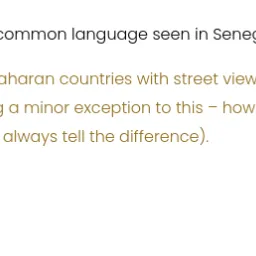 common language seen in Seneg
aharan countries with street view
g a minor exception to this – how
always tell the difference).